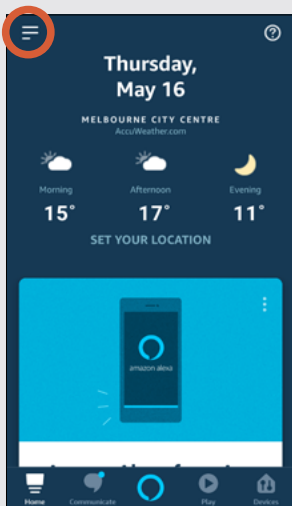 Thursday,
May 16
MELBOURNE CITY CENTRE
AccuWeather.com
Morning Afternoon Evening
15° 17° 11°
SET YOUR LOCATION
amazon alexa
Home Communicate Play Devices